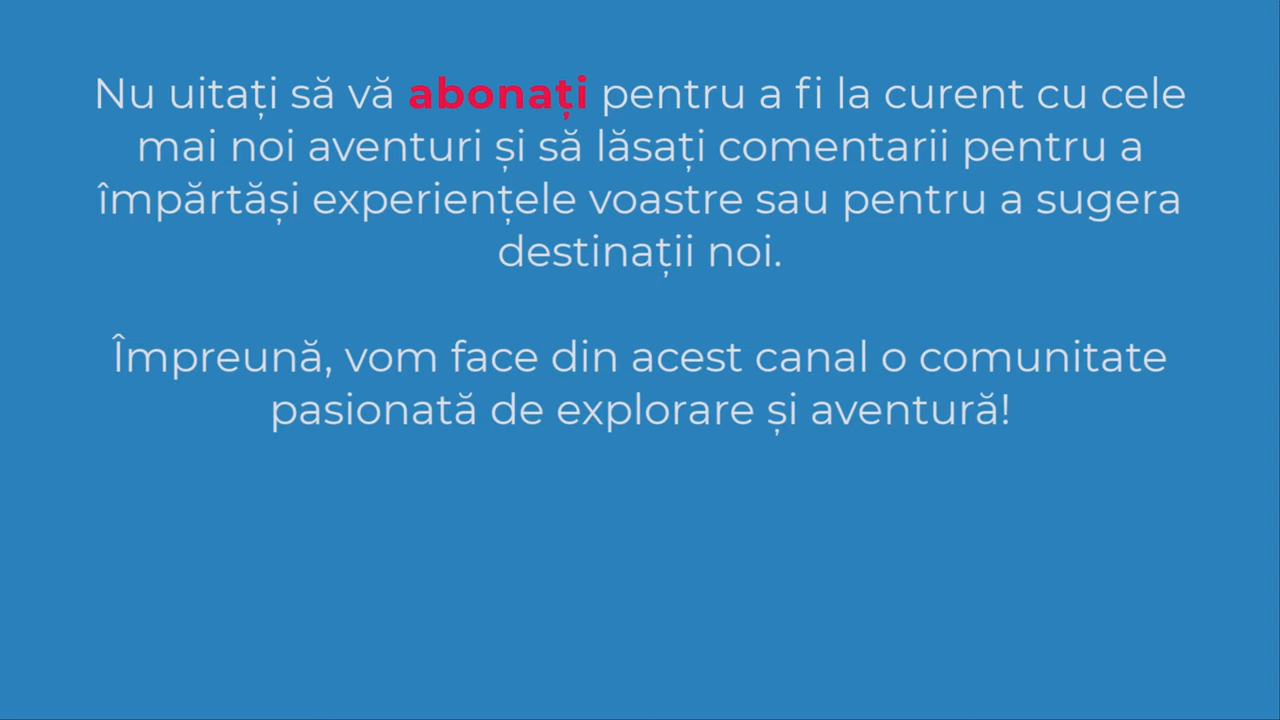 Nu uitați să vă abonați pentru a fi la curent cu cele
mai noi aventuri și să lăsați comentarii pentru a
împărtăși experiențele voastre sau pentru a sugera
destinații noi.
Împreună, vom face din acest canal o comunitate
pasionată de explorare și aventură!